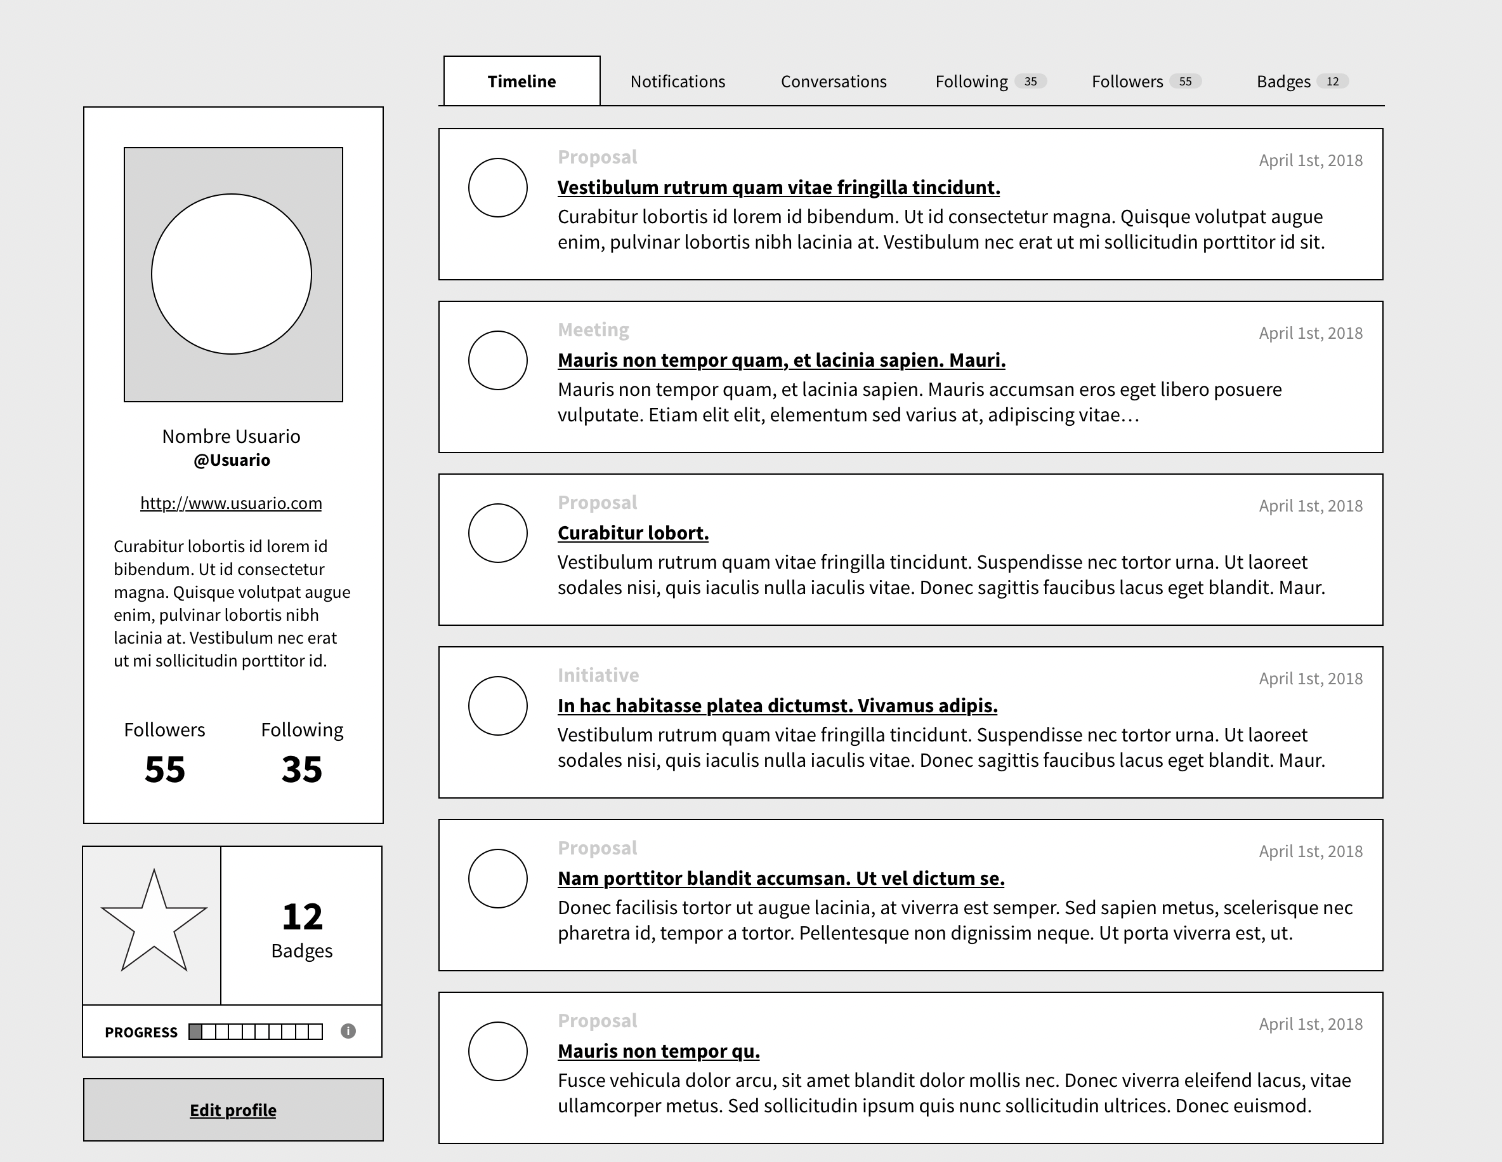 Timeline
Notifications
Conversations
Following 35
Followers 55
Badges 12
Nombre Usuario
@Usuario
http://www.usuario.com
Curabitur lobortis id lorem id
bibendum. Ut id consectetur
magna. Quisque volutpat augue
enim, pulvinar lobortis nibh
lacinia at. Vestibulum nec erat
ut mi sollicitudin porttitor id.
Followers
55
Following
35
12
Badges
PROGRESS
i
Edit profile
Proposal
April 1st, 2018
Vestibulum rutrum quam vitae fringilla tincidunt.
Curabitur lobortis id lorem id bibendum. Ut id consectetur magna. Quisque volutpat augue
enim, pulvinar lobortis nibh lacinia at. Vestibulum nec erat ut mi sollicitudin porttitor id sit.
Meeting
April 1st, 2018
Mauris non tempor quam, et lacinia sapien. Mauri.
Mauris non tempor quam, et lacinia sapien. Mauris accumsan eros eget libero posuere
vulputate. Etiam elit elit, elementum sed varius at, adipiscing vitae…
Proposal
April 1st, 2018
Curabitur lobort.
Vestibulum rutrum quam vitae fringilla tincidunt. Suspendisse nec tortor urna. Ut laoreet
sodales nisi, quis iaculis nulla iaculis vitae. Donec sagittis faucibus lacus eget blandit. Maur.
Initiative
April 1st, 2018
In hac habitasse platea dictumst. Vivamus adipis.
Vestibulum rutrum quam vitae fringilla tincidunt. Suspendisse nec tortor urna. Ut laoreet
sodales nisi, quis iaculis nulla iaculis vitae. Donec sagittis faucibus lacus eget blandit. Maur.
Proposal
April 1st, 2018
Nam porttitor blandit accumsan. Ut vel dictum se.
Donec facilisis tortor ut augue lacinia, at viverra est semper. Sed sapien metus, scelerisque nec
pharetra id, tempor a tortor. Pellentesque non dignissim neque. Ut porta viverra est, ut.
Proposal
April 1st, 2018
Mauris non tempor qu.
Fusce vehicula dolor arcu, sit amet blandit dolor mollis nec. Donec viverra eleifend lacus, vitae
ullamcorper metus. Sed sollicitudin ipsum quis nunc sollicitudin ultrices. Donec euismod.